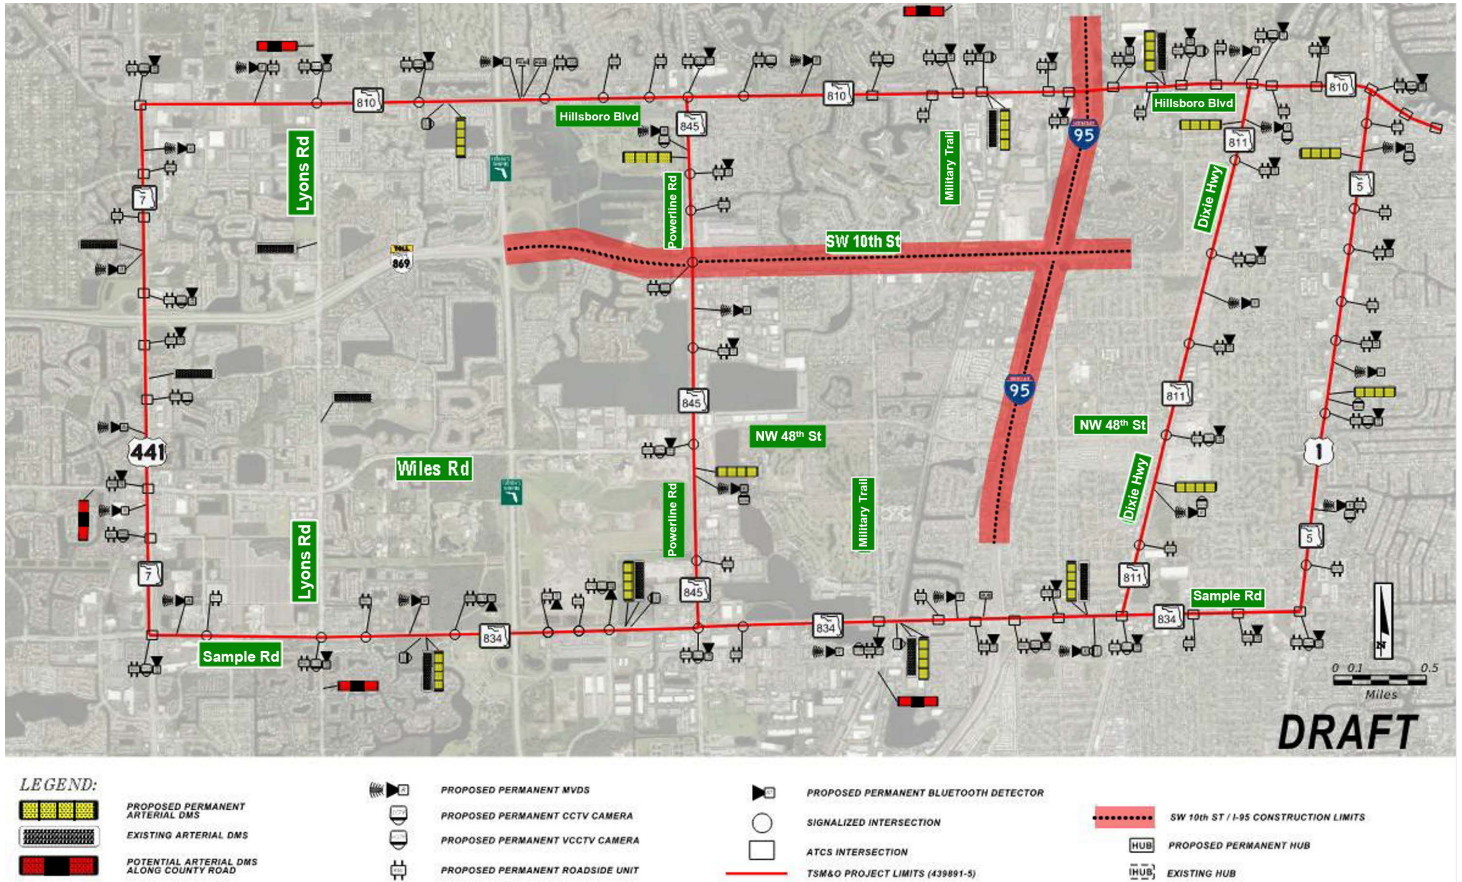 810
810
810
Hillsboro Blvd
Hillsboro Blvd
845
95
811
Lyons Rd
Military Trail
7
Powerline Rd
Dixie Hwy
5
SW 10th St
TOLL
869
95
845
811
NW 48th St
NW 48th St
441
Wiles Rd
1
Dixie Hwy
Powerline Rd
Military Trail
Lyons Rd
5
7
845
811
Sample Rd
834
834
834
Sample Rd
N
0 0.1 0.5
Miles
DRAFT
LEGEND:
PROPOSED PERMANENT
ARTERIAL DMS
EXISTING ARTERIAL DMS
POTENTIAL ARTERIAL DMS
ALONG COUNTY ROAD
PROPOSED PERMANENT MVDS
PROPOSED PERMANENT CCTV CAMERA
PROPOSED PERMANENT VCCTV CAMERA
PROPOSED PERMANENT ROADSIDE UNIT
PROPOSED PERMANENT BLUETOOTH DETECTOR
SIGNALIZED INTERSECTION
ATCS INTERSECTION
TSM&O PROJECT LIMITS (439891-5)
SW 10th ST / I-95 CONSTRUCTION LIMITS
HUB PROPOSED PERMANENT HUB
HUB EXISTING HUB